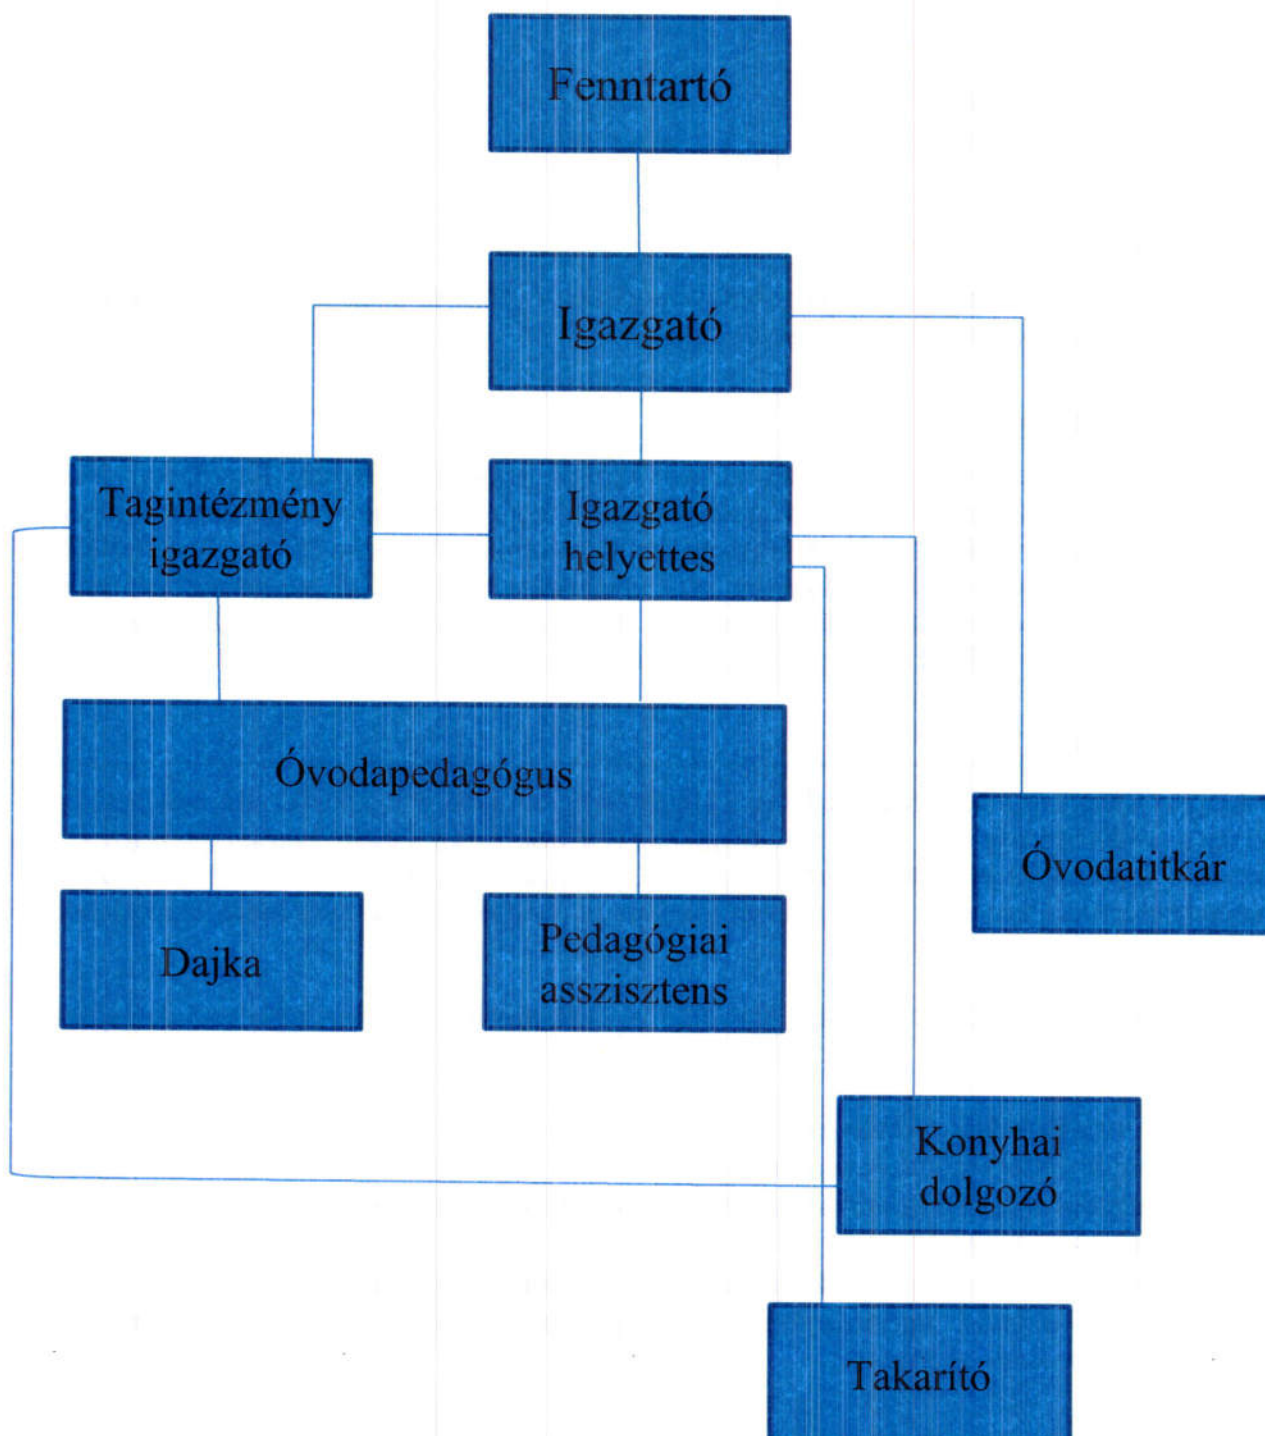 Fenntartó
Igazgató
Tagintézmény
igazgató
Igazgató
helyettes
Óvodapedagógus
Óvodatitkár
Dajka
Pedagógiai
asszisztens
Konyhai
dolgozó
Takarító